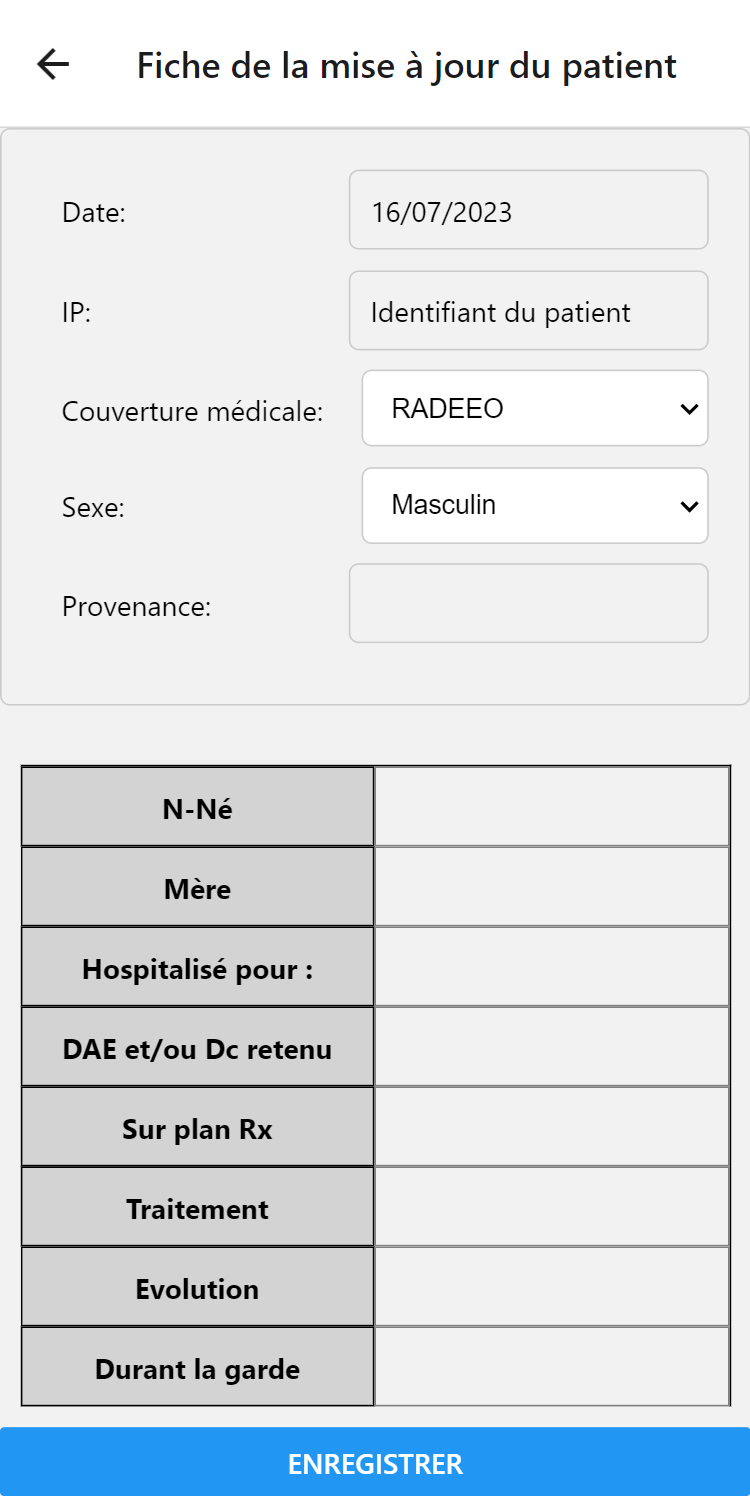 Fiche de la mise à jour du patient
Date: 16/07/2023
IP: Identifiant du patient
Couverture médicale: RADEEO
Sexe: Masculin
Provenance:
N-Né
Mère
Hospitalisé pour :
DAE et/ou Dc retenu
Sur plan Rx
Traitement
Evolution
Durant la garde
ENREGISTRER